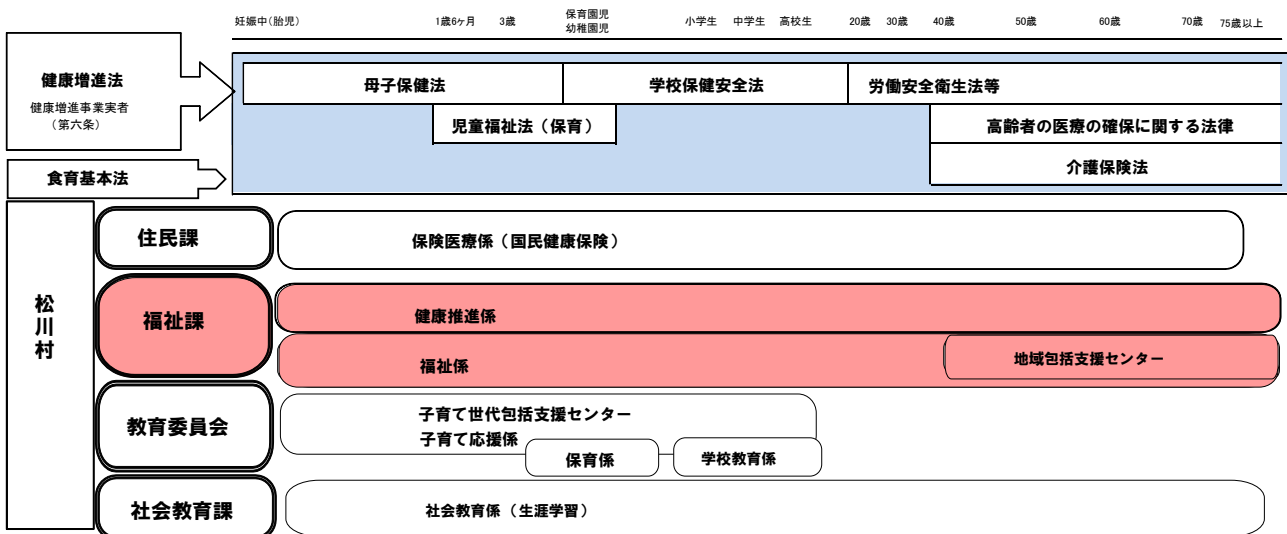 妊娠中(胎児)
1歳6ヶ月
3歳
保育園児
幼稚園児
小学生
中学生
高校生
20歳
30歳
40歳
50歳
60歳
70歳
75歳以上
健康増進法
健康増進事業実者
（第六条）
母子保健法
学校保健安全法
労働安全衛生法等
児童福祉法（保育）
高齢者の医療の確保に関する法律
食育基本法
介護保険法
松川村
住民課
保険医療係（国民健康保険）
福祉課
健康推進係
福祉係
地域包括支援センター
教育委員会
子育て世代包括支援センター
子育て応援係
保育係
学校教育係
社会教育課
社会教育係（生涯学習）